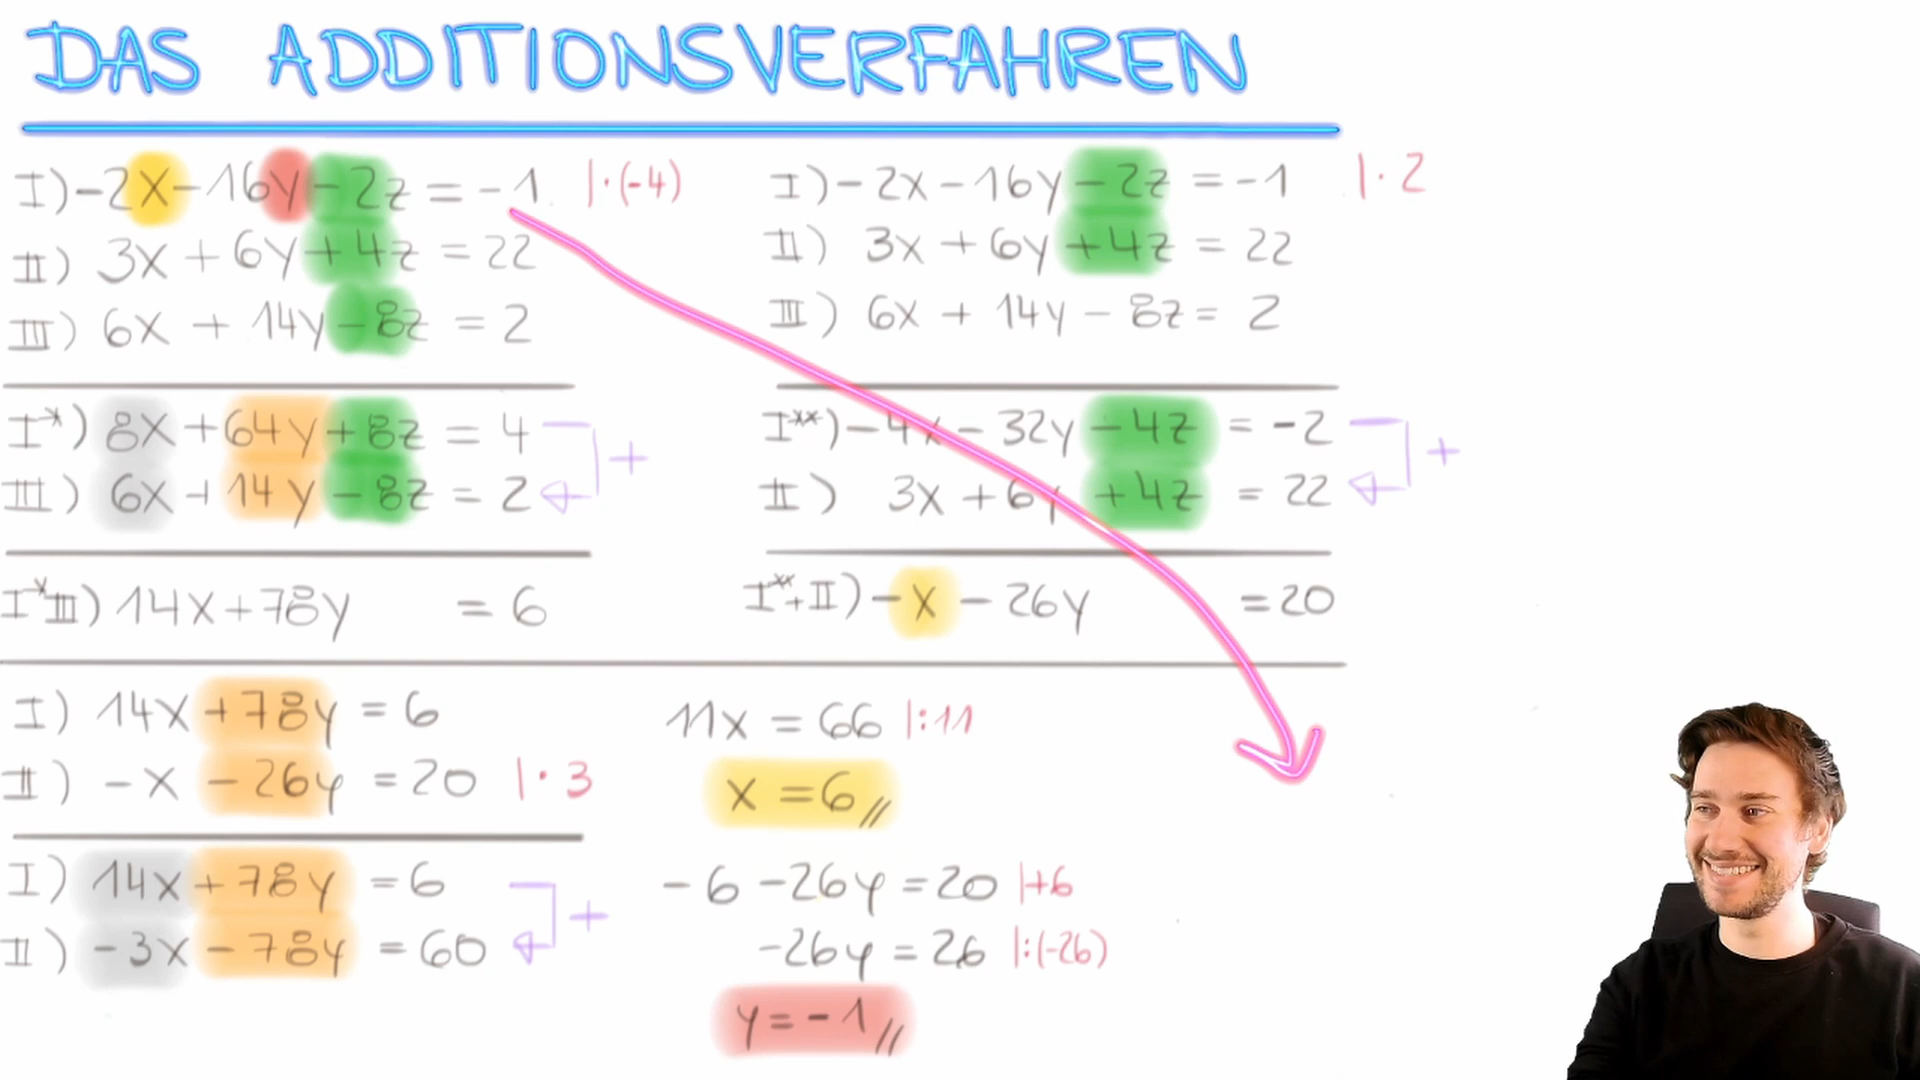 DAS ADDITIONSVERFAHREN
I) -2x - 16y - 2z = -1 |·(-4)
II) 3x + 6y + 4z = 22
III) 6x + 14y - 8z = 2
I*) 8x + 64y + 8z = 4 +
III) 6x + 14y - 8z = 2
I*III) 14x + 78y = 6
I) -2x - 16y - 2z = -1 |·2
II) 3x + 6y + 4z = 22
III) 6x + 14y - 8z = 2
I**) -4x - 32y - 4z = -2 +
II) 3x + 6y + 4z = 22
I**+II) -x - 26y = 20
I) 14x + 78y = 6
II) -x - 26y = 20 |·3
I) 14x + 78y = 6 +
II) -3x - 78y = 60
11x = 66 |:11
x = 6
-6 - 26y = 20 |+6
-26y = 26 |:(-26)
y = -1